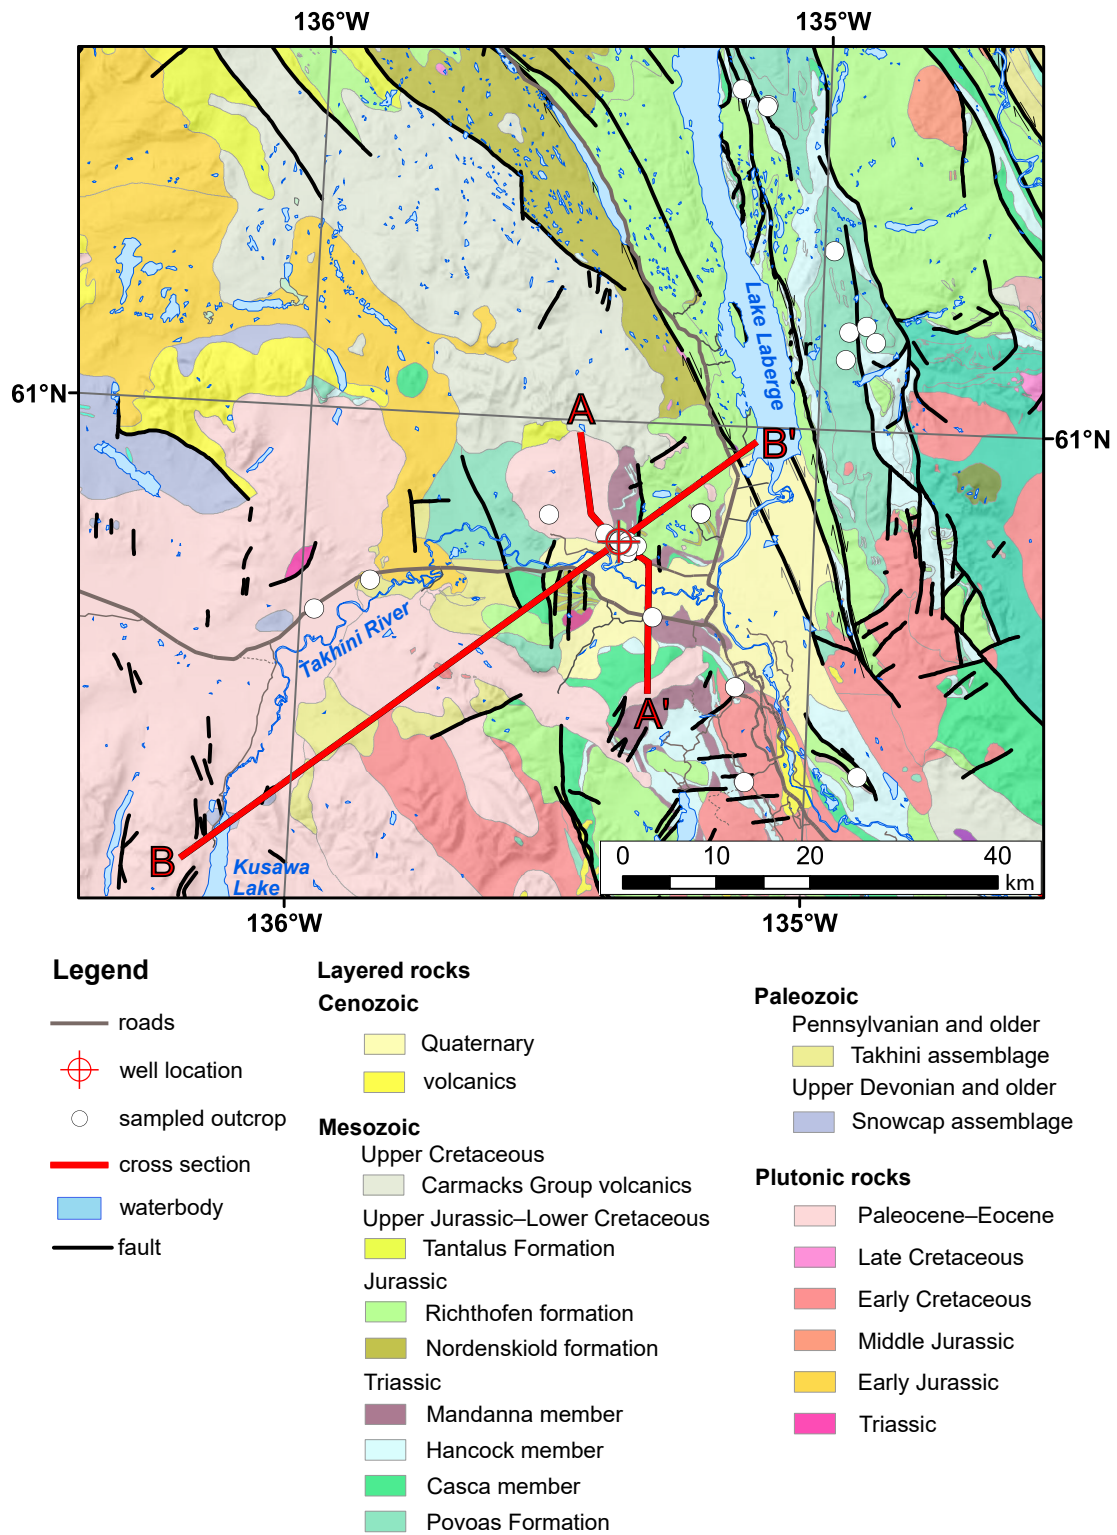 136°W
135°W
Lake Laberge
61°N
A
B'
61°N
Takhini River
A'
B
Kusawa
Lake
0
10
20
40
km
136°W
135°W
Legend
roads
well location
sampled outcrop
cross section
waterbody
fault
Layered rocks
Cenozoic
Quaternary
volcanics
Mesozoic
Upper Cretaceous
Carmacks Group volcanics
Upper Jurassic–Lower Cretaceous
Tantalus Formation
Jurassic
Richthofen formation
Nordenskiold formation
Triassic
Mandanna member
Hancock member
Casca member
Povoas Formation
Paleozoic
Pennsylvanian and older
Takhini assemblage
Upper Devonian and older
Snowcap assemblage
Plutonic rocks
Paleocene–Eocene
Late Cretaceous
Early Cretaceous
Middle Jurassic
Early Jurassic
Triassic